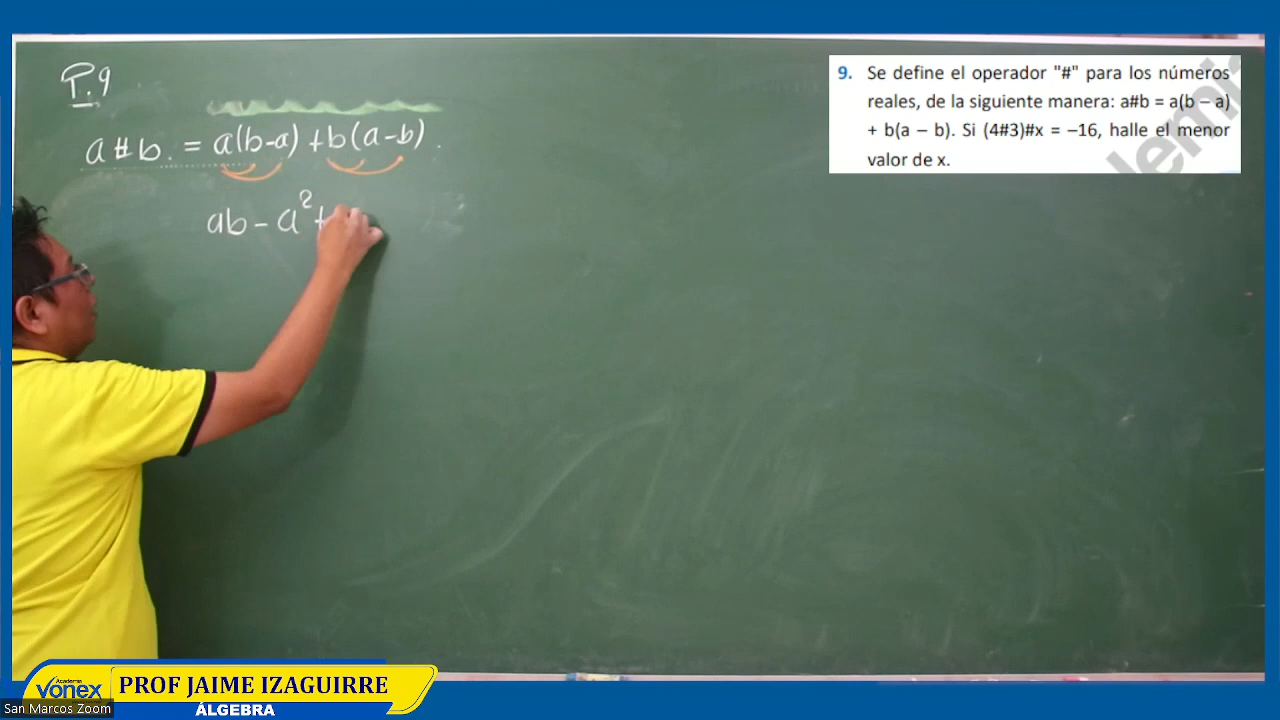 P.9
a # b. = a(b-a) + b(a-b).
ab - a² +
9. Se define el operador "#" para los números
reales, de la siguiente manera: a#b = a(b – a)
+ b(a – b). Si (4#3)#x = –16, halle el menor
valor de x.
Academia
vonex
PROF JAIME IZAGUIRRE
San Marcos Zoom
ÁLGEBRA